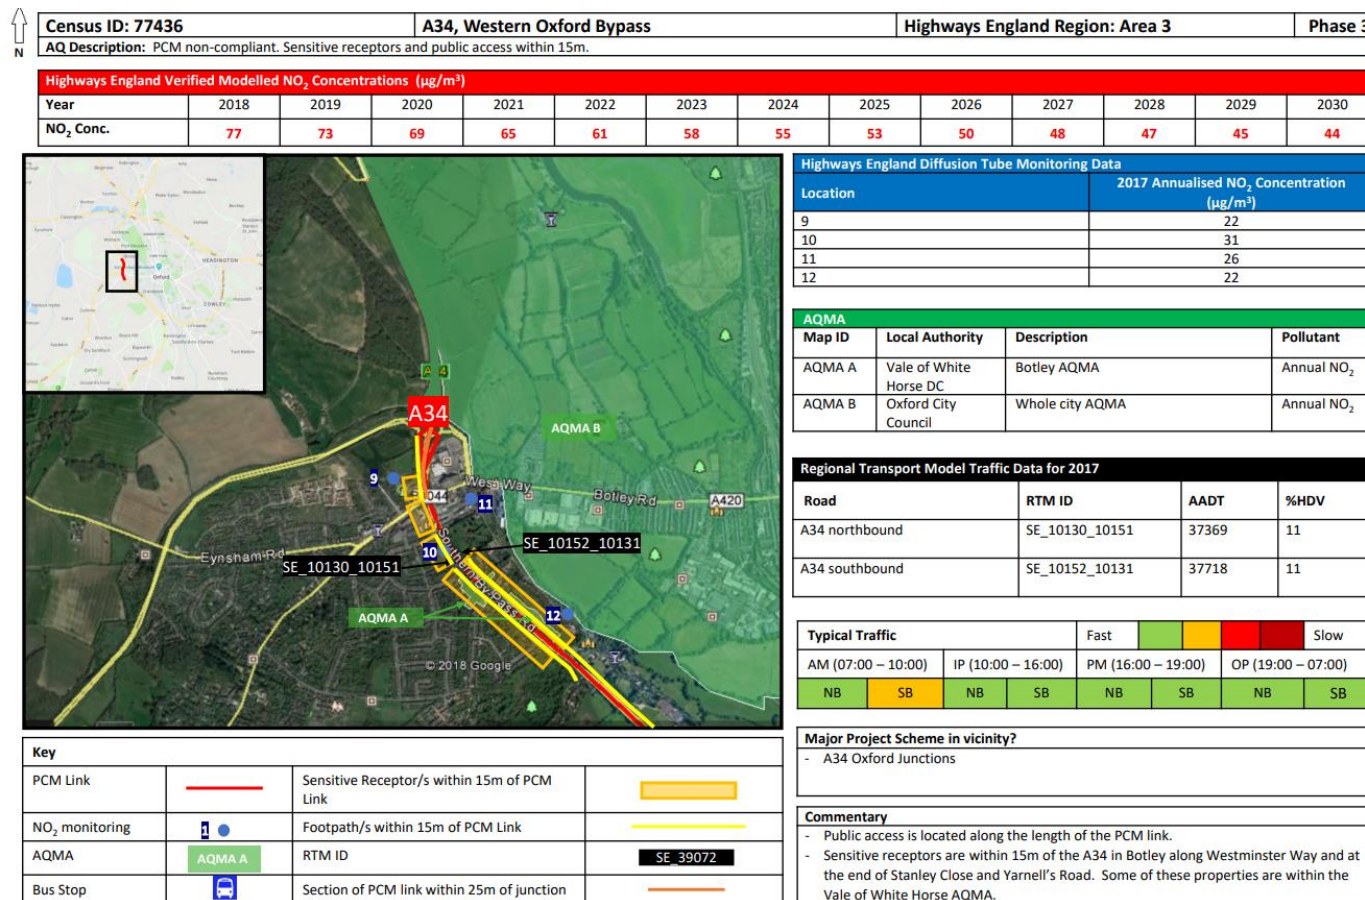 N
Census ID: 77436
A34, Western Oxford Bypass
Highways England Region: Area 3
Phase 3
AQ Description: PCM non-compliant. Sensitive receptors and public access within 15m.
Highways England Verified Modelled NO₂ Concentrations (µg/m³)
Year 2018 2019 2020 2021 2022 2023 2024 2025 2026 2027 2028 2029 2030
NO₂ Conc. 77 73 69 65 61 58 55 53 50 48 47 45 44
HEADINGTON
Oxford
COWLEY
A34
AQMA B
9
West Way
11
Botley Rd
A420
10
SE_10152_10131
Eynsham Rd
SE_10130_10151
Southern By-Pass Rd
AQMA A
12
© 2018 Google
Highways England Diffusion Tube Monitoring Data
Location
2017 Annualised NO₂ Concentration
(µg/m³)
9 22
10 31
11 26
12 22
AQMA
Map ID Local Authority Description Pollutant
AQMA A Vale of White Botley AQMA Annual NO₂
Horse DC
AQMA B Oxford City Whole city AQMA Annual NO₂
Council
Regional Transport Model Traffic Data for 2017
Road RTM ID AADT %HDV
A34 northbound SE_10130_10151 37369 11
A34 southbound SE_10152_10131 37718 11
Typical Traffic Fast Slow
AM (07:00 – 10:00) IP (10:00 – 16:00) PM (16:00 – 19:00) OP (19:00 – 07:00)
NB SB NB SB NB SB NB SB
Major Project Scheme in vicinity?
- A34 Oxford Junctions
Commentary
- Public access is located along the length of the PCM link.
- Sensitive receptors are within 15m of the A34 in Botley along Westminster Way and at
the end of Stanley Close and Yarnell's Road. Some of these properties are within the
Vale of White Horse AQMA.
Key
PCM Link
Sensitive Receptor/s within 15m of PCM
Link
NO₂ monitoring 1 Footpath/s within 15m of PCM Link
AQMA AQMA A RTM ID SE_39072
Bus Stop Section of PCM link within 25m of junction